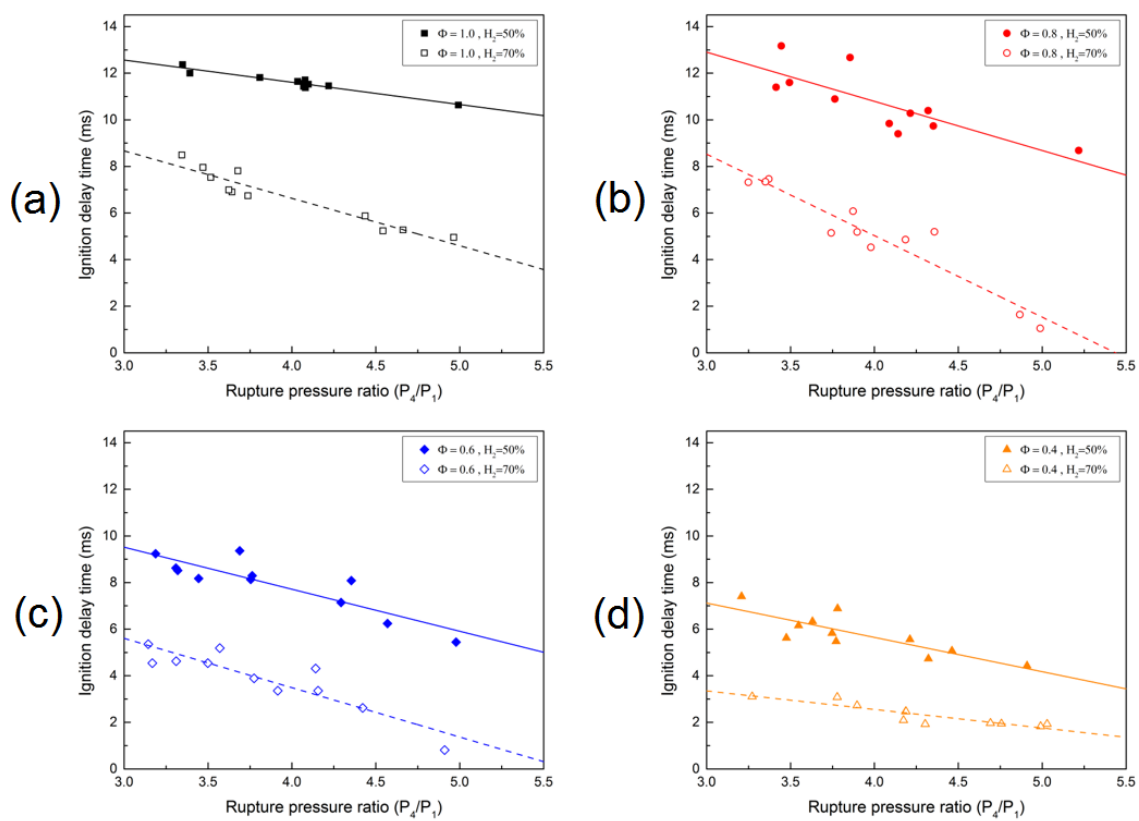 (a)
Ignition delay time (ms)
14
12
10
8
6
4
2
0
Φ = 1.0 , H₂=50%
Φ = 1.0 , H₂=70%
3.0 3.5 4.0 4.5 5.0 5.5
Rupture pressure ratio (P₄/P₁)
(b)
Ignition delay time (ms)
14
12
10
8
6
4
2
0
Φ = 0.8 , H₂=50%
Φ = 0.8 , H₂=70%
3.0 3.5 4.0 4.5 5.0 5.5
Rupture pressure ratio (P₄/P₁)
(c)
Ignition delay time (ms)
14
12
10
8
6
4
2
0
Φ = 0.6 , H₂=50%
Φ = 0.6 , H₂=70%
3.0 3.5 4.0 4.5 5.0 5.5
Rupture pressure ratio (P₄/P₁)
(d)
Ignition delay time (ms)
14
12
10
8
6
4
2
0
Φ = 0.4 , H₂=50%
Φ = 0.4 , H₂=70%
3.0 3.5 4.0 4.5 5.0 5.5
Rupture pressure ratio (P₄/P₁)